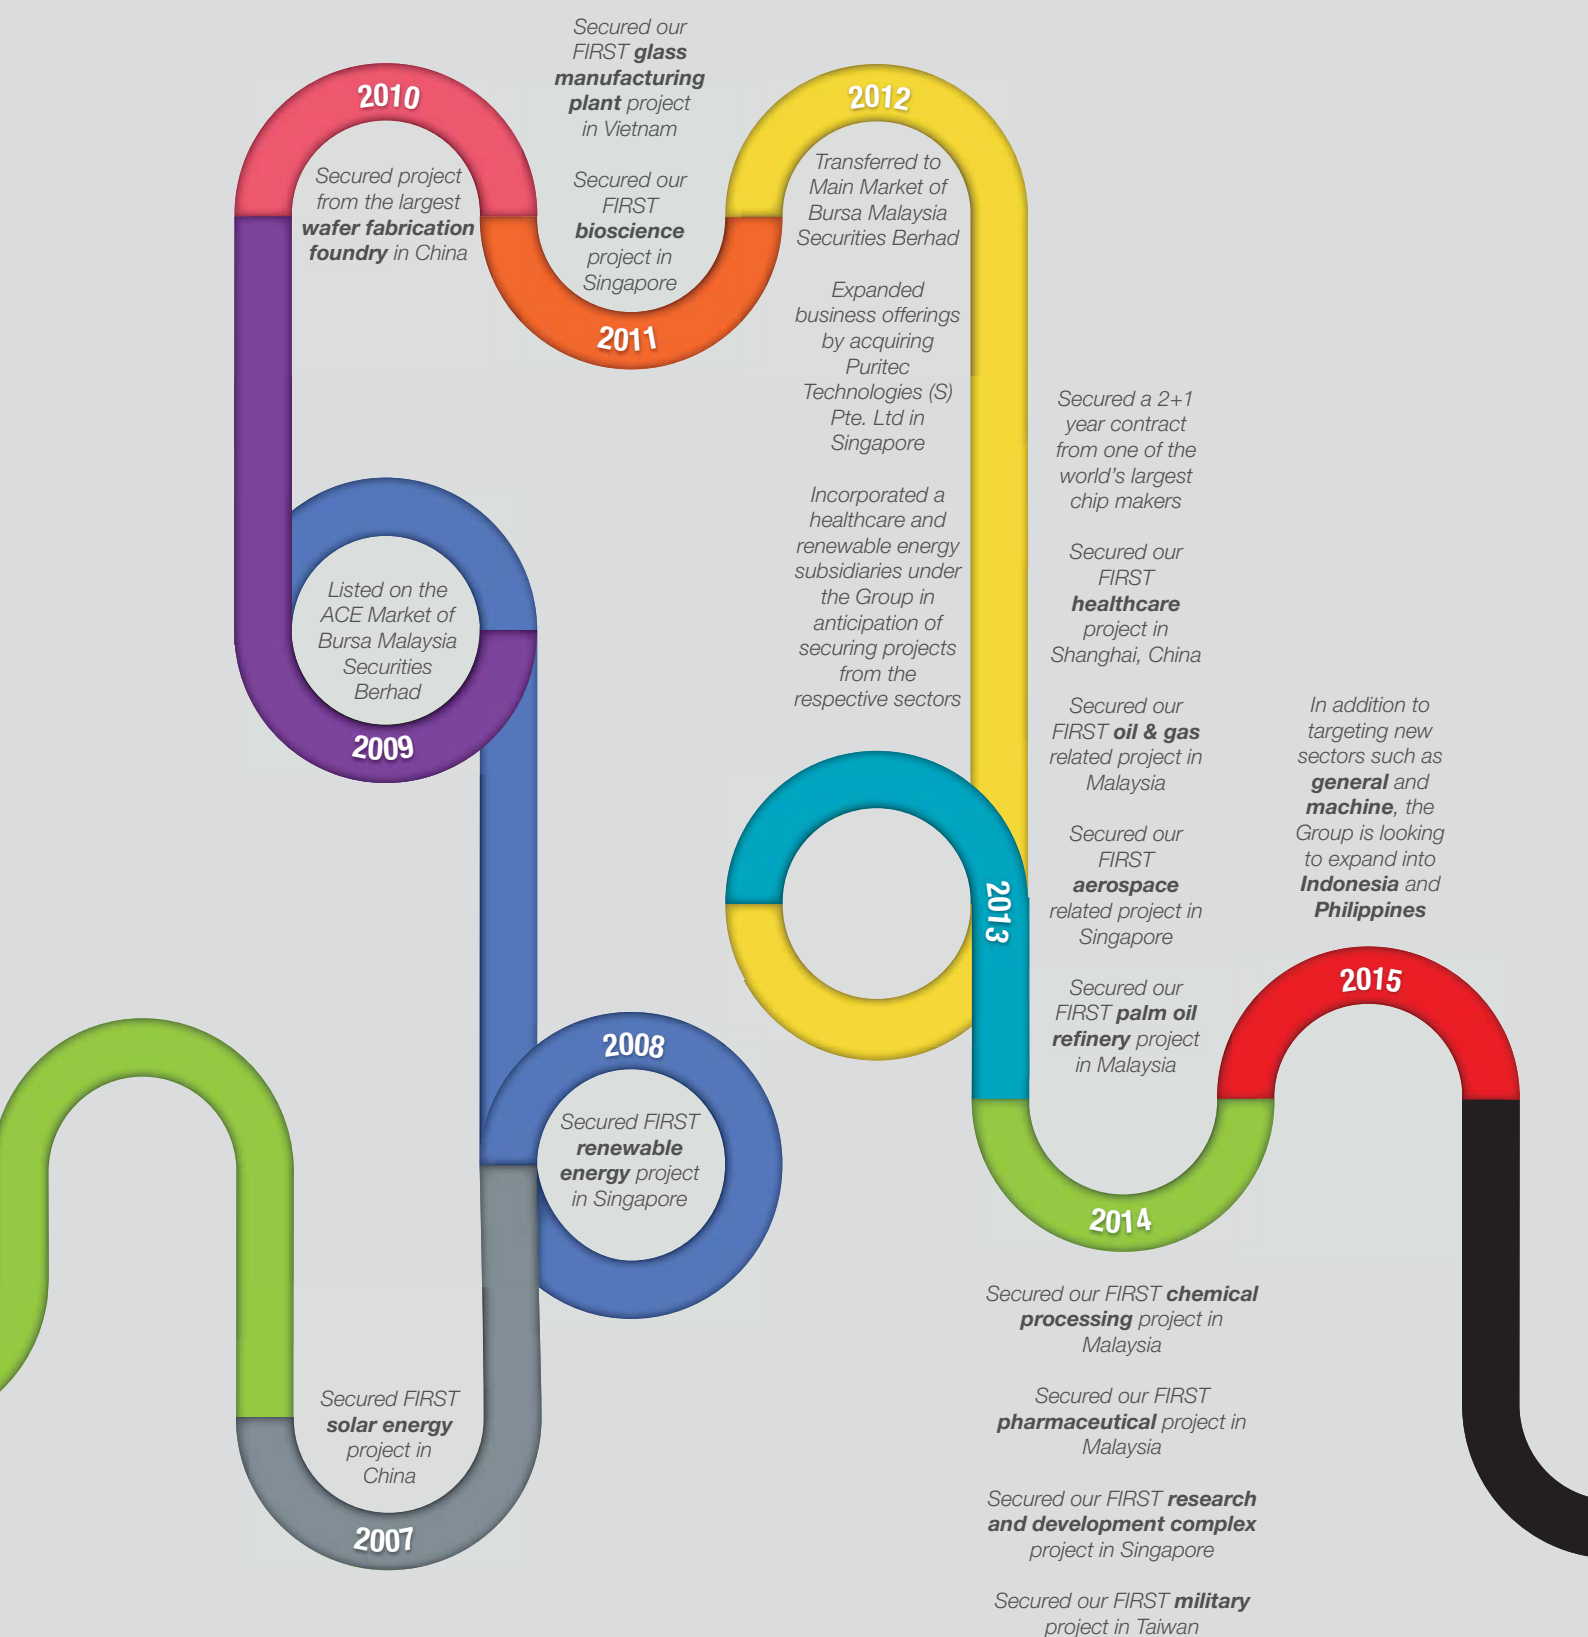 2007
Secured FIRST
solar energy
project in
China
2008
Secured FIRST
renewable
energy project
in Singapore
Listed on the
ACE Market of
Bursa Malaysia
Securities
Berhad
2009
2010
Secured project
from the largest
wafer fabrication
foundry in China
Secured our
FIRST glass
manufacturing
plant project
in Vietnam
Secured our
FIRST
bioscience
project in
Singapore
2011
2012
Transferred to
Main Market of
Bursa Malaysia
Securities Berhad
Expanded
business offerings
by acquiring
Puritec
Technologies (S)
Pte. Ltd in
Singapore
Incorporated a
healthcare and
renewable energy
subsidiaries under
the Group in
anticipation of
securing projects
from the
respective sectors
2013
Secured a 2+1
year contract
from one of the
world’s largest
chip makers
Secured our
FIRST
healthcare
project in
Shanghai, China
Secured our
FIRST oil & gas
related project in
Malaysia
Secured our
FIRST
aerospace
related project in
Singapore
Secured our
FIRST palm oil
refinery project
in Malaysia
2014
Secured our FIRST chemical
processing project in
Malaysia
Secured our FIRST
pharmaceutical project in
Malaysia
Secured our FIRST research
and development complex
project in Singapore
Secured our FIRST military
project in Taiwan
In addition to
targeting new
sectors such as
general and
machine, the
Group is looking
to expand into
Indonesia and
Philippines
2015